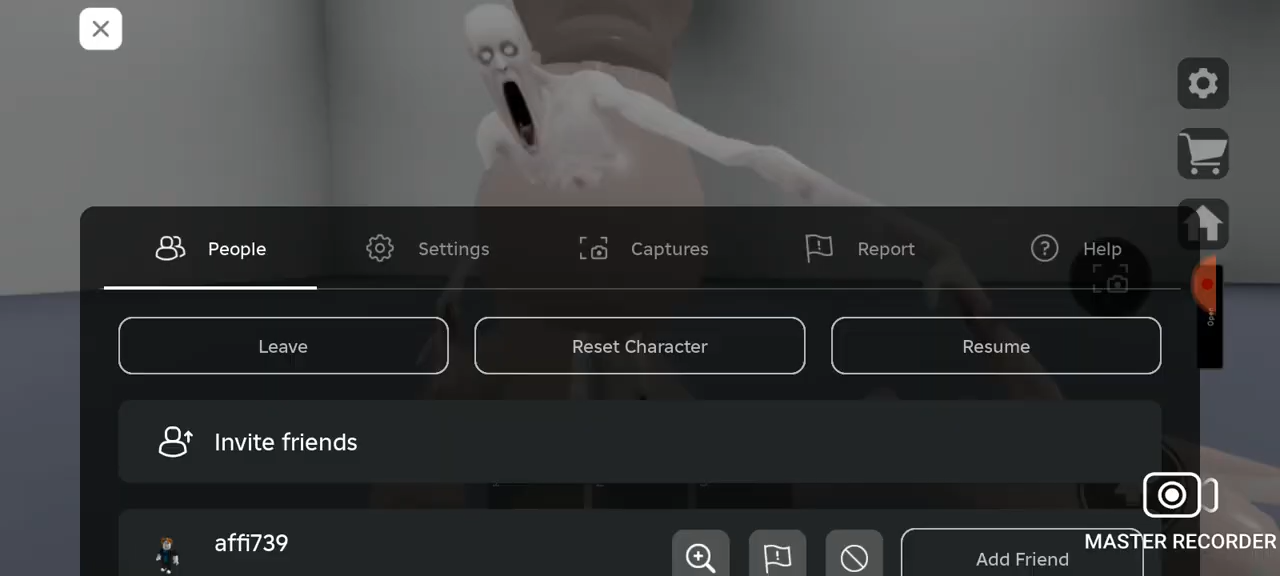 People
Settings
Captures
Report
Help
Leave
Reset Character
Resume
Invite friends
affi739
Add Friend
MASTER RECORDER